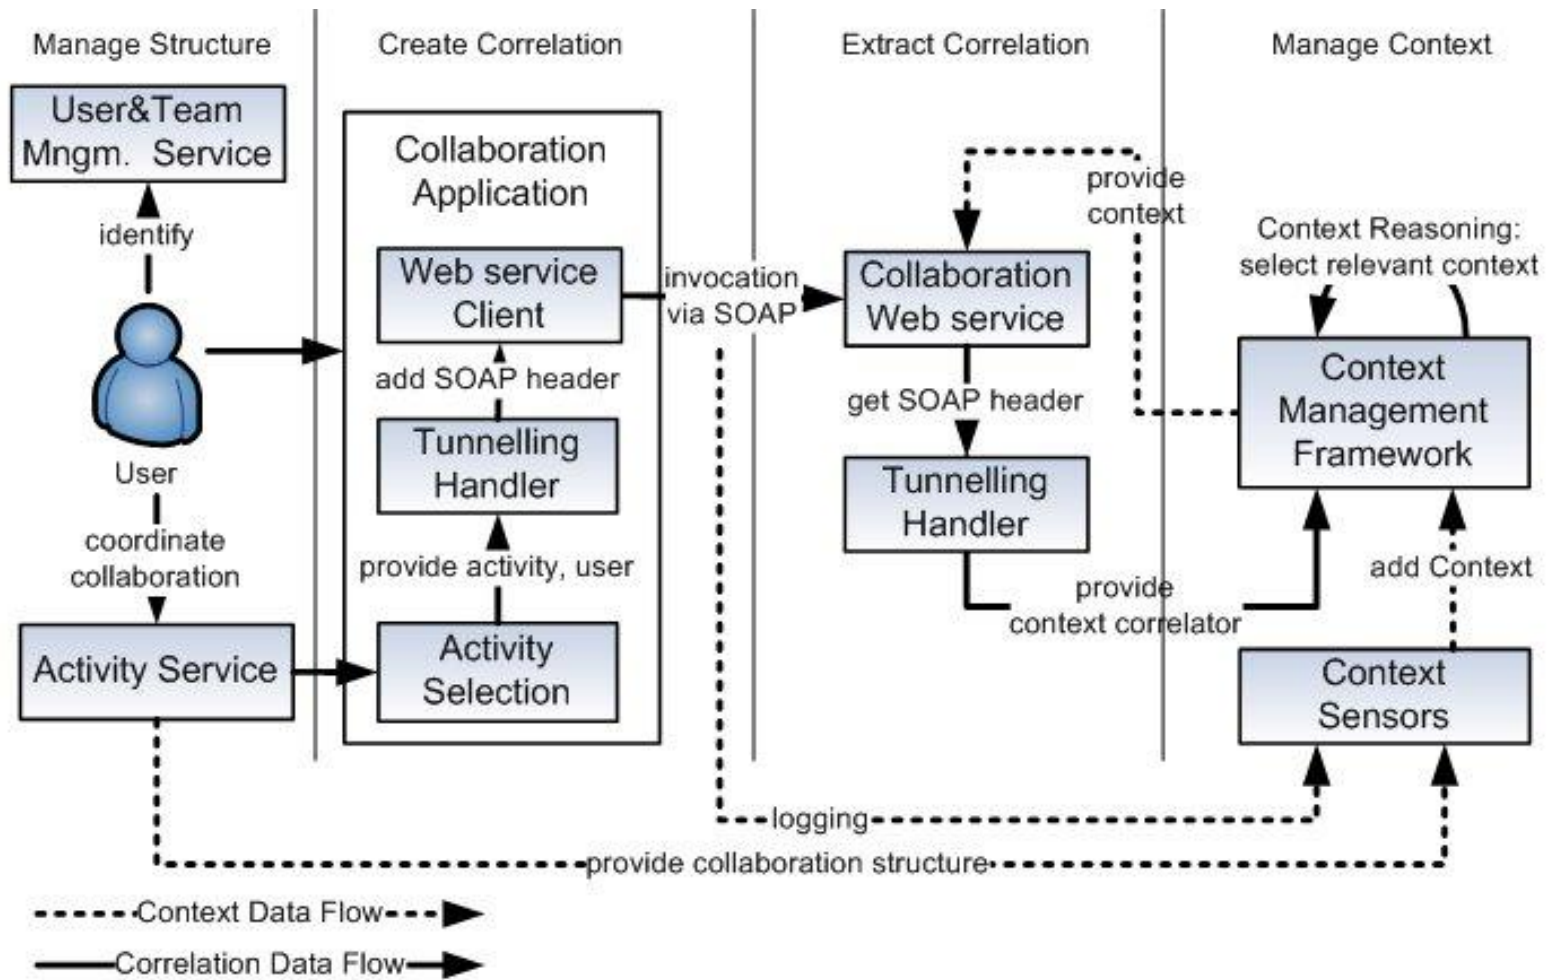 Manage Structure
Create Correlation
Extract Correlation
Manage Context
User&Team
Mngm. Service
identify
User
coordinate
collaboration
Activity Service
Collaboration
Application
Web service
Client
add SOAP header
Tunnelling
Handler
provide activity, user
Activity
Selection
invocation
via SOAP
provide
context
Collaboration
Web service
get SOAP header
Tunnelling
Handler
provide
context correlator
Context Reasoning:
select relevant context
Context
Management
Framework
add Context
Context
Sensors
logging
provide collaboration structure
Context Data Flow
Correlation Data Flow